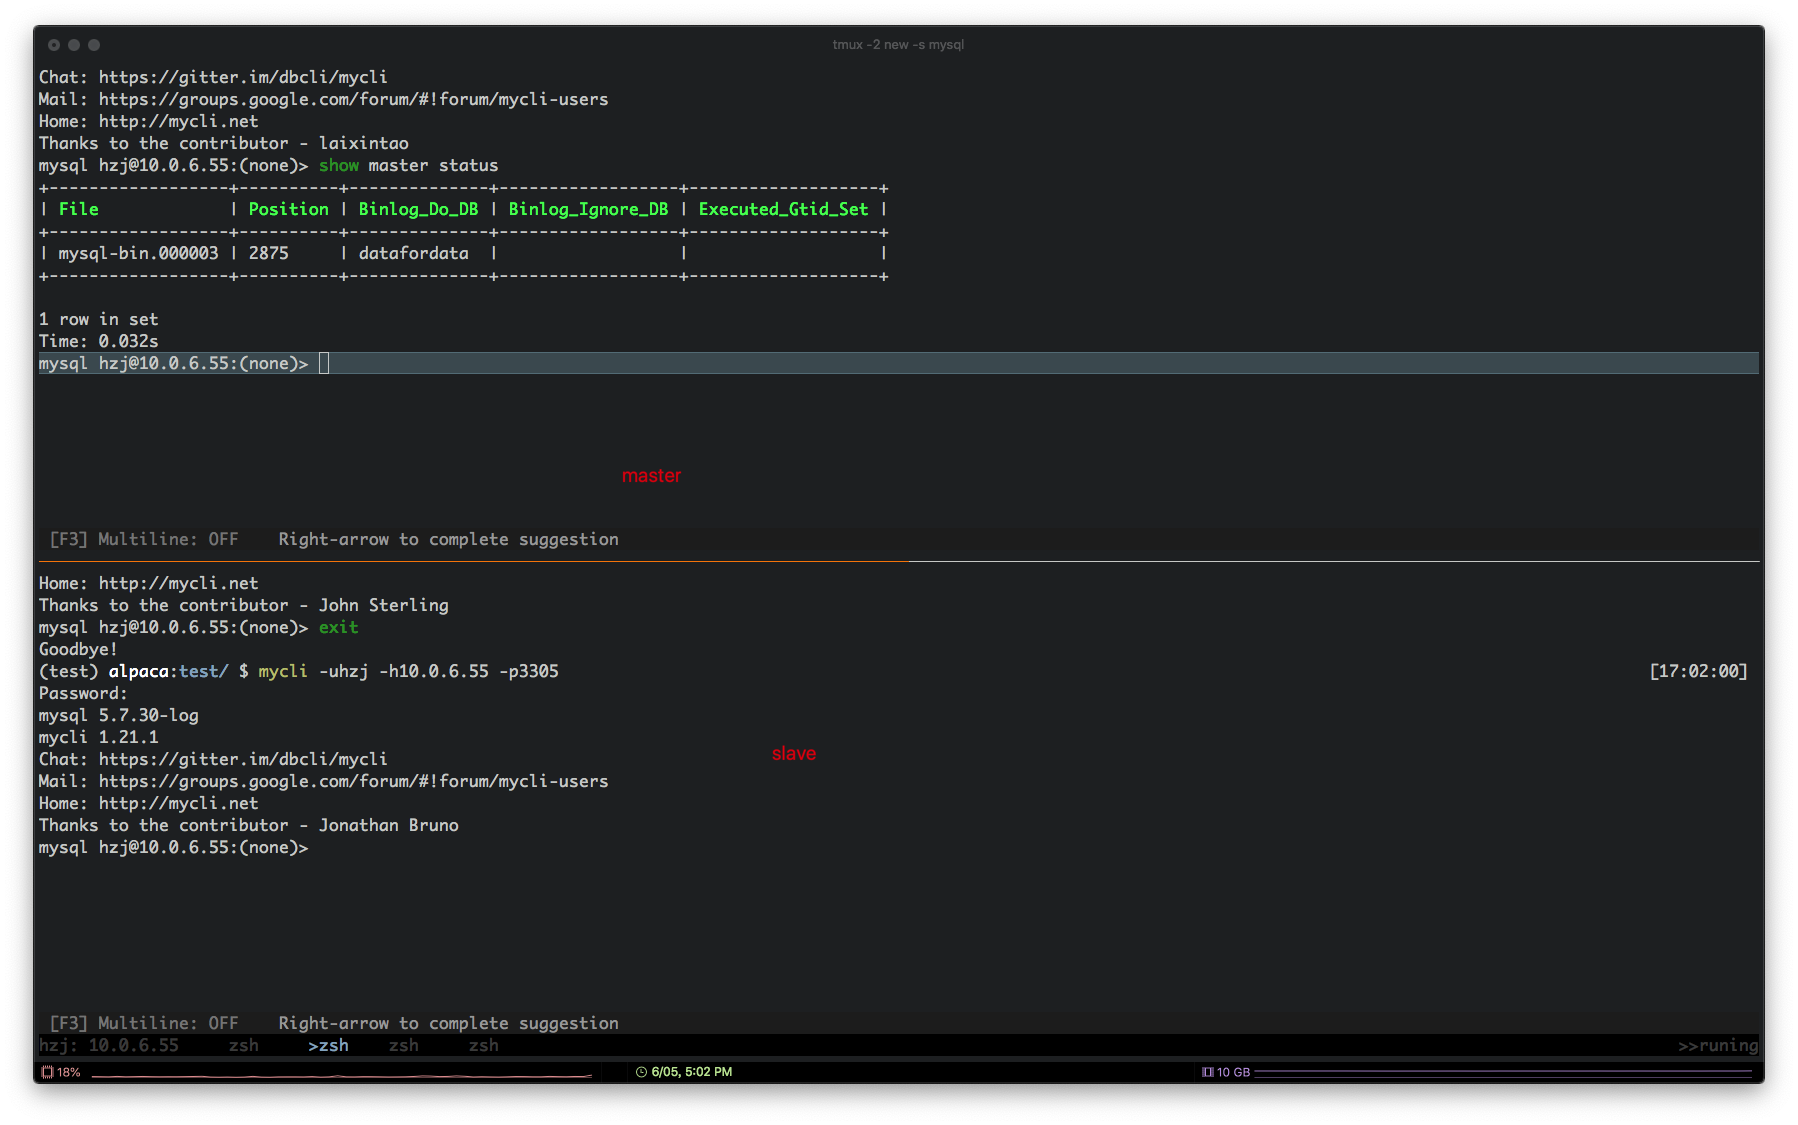 tmux -2 new -s mysql
Chat: https://gitter.im/dbcli/mycli
Mail: https://groups.google.com/forum/#!forum/mycli-users
Home: http://mycli.net
Thanks to the contributor - laixintao
mysql hzj@10.0.6.55:(none)> show master status
+------------------+----------+--------------+------------------+-------------------+
| File             | Position | Binlog_Do_DB | Binlog_Ignore_DB | Executed_Gtid_Set |
+------------------+----------+--------------+------------------+-------------------+
| mysql-bin.000003 | 2875     | datafordata  |                  |                   |
+------------------+----------+--------------+------------------+-------------------+
1 row in set
Time: 0.032s
mysql hzj@10.0.6.55:(none)>
master
[F3] Multiline: OFF    Right-arrow to complete suggestion
Home: http://mycli.net
Thanks to the contributor - John Sterling
mysql hzj@10.0.6.55:(none)> exit
Goodbye!
(test) alpaca:test/ $ mycli -uhzj -h10.0.6.55 -p3305 [17:02:00]
Password:
mysql 5.7.30-log
mycli 1.21.1
Chat: https://gitter.im/dbcli/mycli
slave
Mail: https://groups.google.com/forum/#!forum/mycli-users
Home: http://mycli.net
Thanks to the contributor - Jonathan Bruno
mysql hzj@10.0.6.55:(none)>
[F3] Multiline: OFF    Right-arrow to complete suggestion
hzj: 10.0.6.55     zsh     >zsh    zsh     zsh     >>runing
18%     6/05, 5:02 PM     10 GB